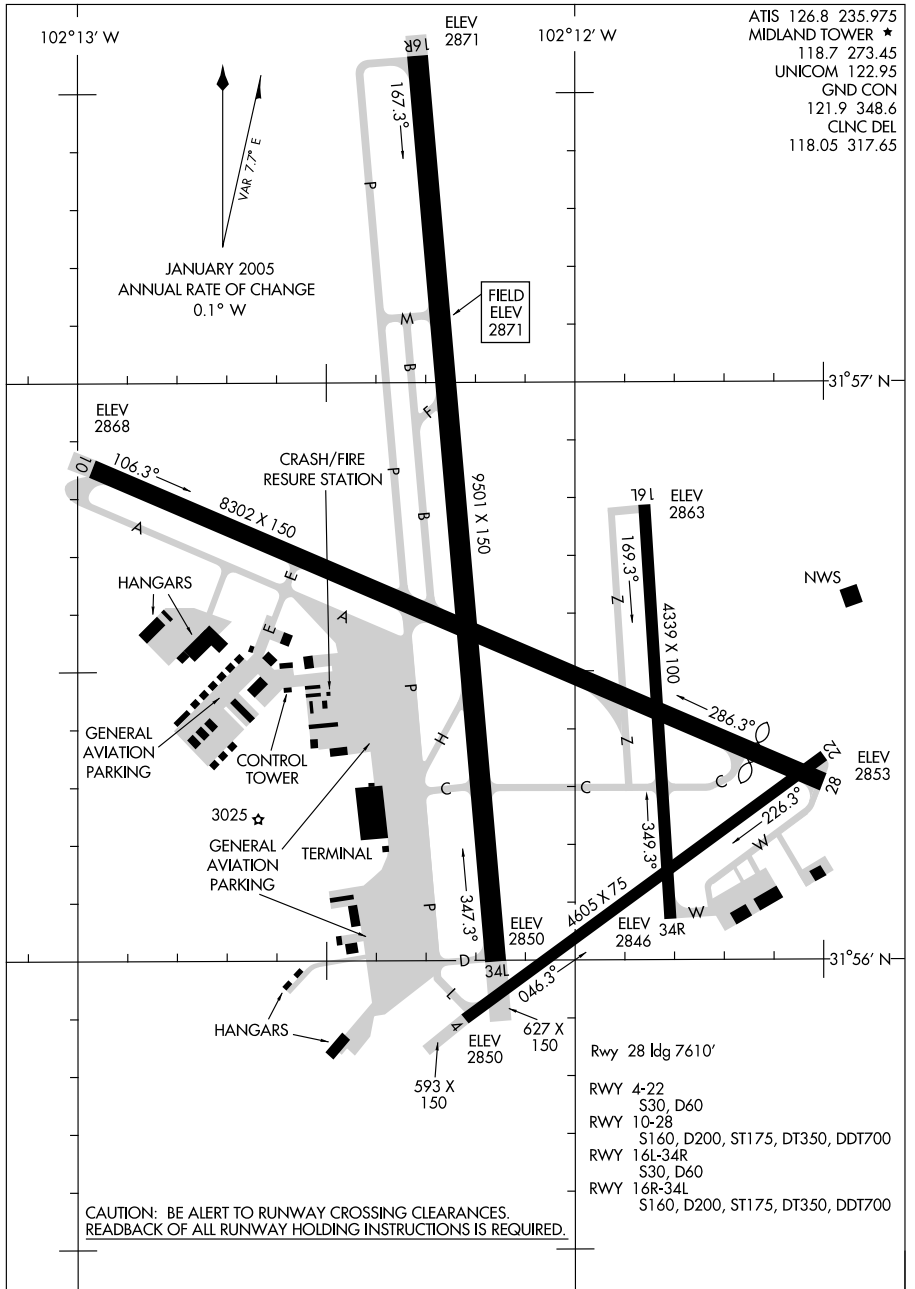 102°13' W
ELEV
2871
102°12' W
ATIS 126.8 235.975
MIDLAND TOWER ★
118.7 273.45
UNICOM 122.95
GND CON
121.9 348.6
CLNC DEL
118.05 317.65
16R
167.3°
VAR 7.7° E
P
JANUARY 2005
ANNUAL RATE OF CHANGE
0.1° W
FIELD
ELEV
2871
M
B
31°57' N
F
ELEV
2868
10
106.3°
CRASH/FIRE
RESURE STATION
P
9501 X 150
16L
ELEV
2863
8302 X 150
B
A
169.3°
E
NWS
HANGARS
Z
A
E
4339 X 100
P
286.3°
GENERAL
AVIATION
PARKING
H
Z
22
CONTROL
TOWER
C
C
C
28
ELEV
2853
3025
226.3°
GENERAL
AVIATION
PARKING
TERMINAL
349.3°
W
347.3°
4605 X 75
P
W
ELEV
2850
ELEV
2846
34R
D
34L
31°56' N
046.3°
L
HANGARS
4
ELEV
2850
627 X
150
593 X
150
Rwy 28 ldg 7610'
RWY 4-22
S30, D60
RWY 10-28
S160, D200, ST175, DT350, DDT700
RWY 16L-34R
S30, D60
RWY 16R-34L
S160, D200, ST175, DT350, DDT700
CAUTION: BE ALERT TO RUNWAY CROSSING CLEARANCES.
READBACK OF ALL RUNWAY HOLDING INSTRUCTIONS IS REQUIRED.